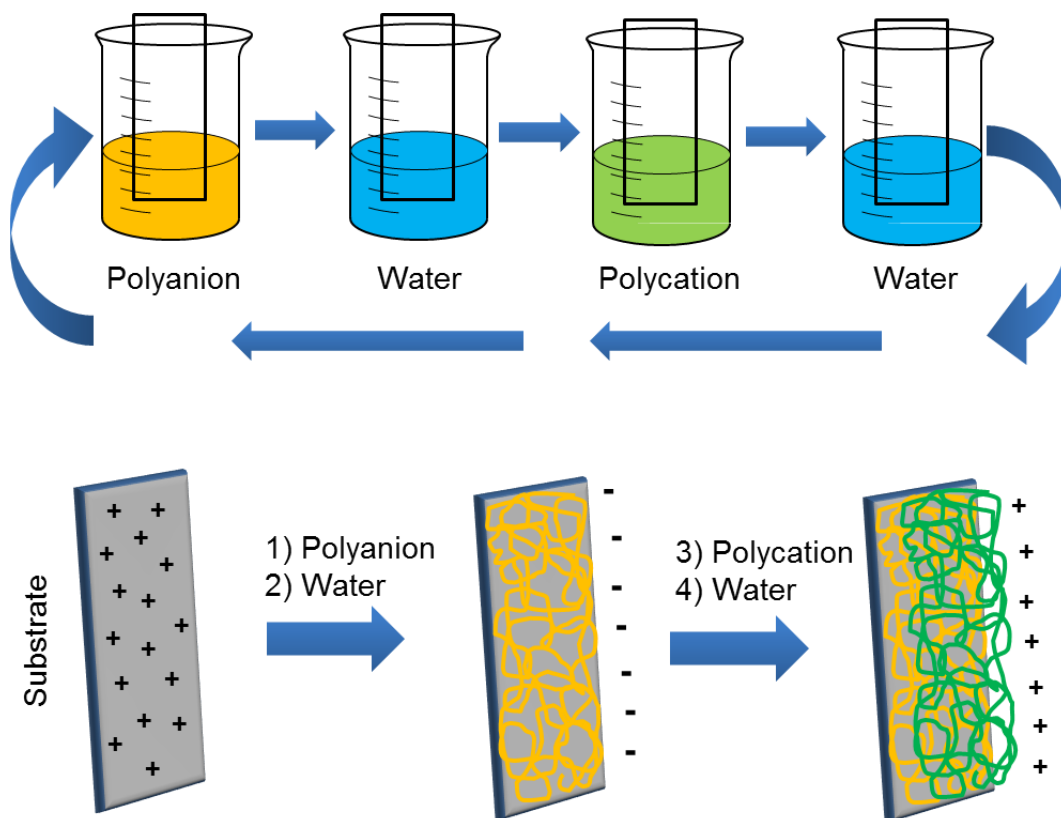 Polyanion
Water
Polycation
Water
Substrate
1) Polyanion
2) Water
3) Polycation
4) Water